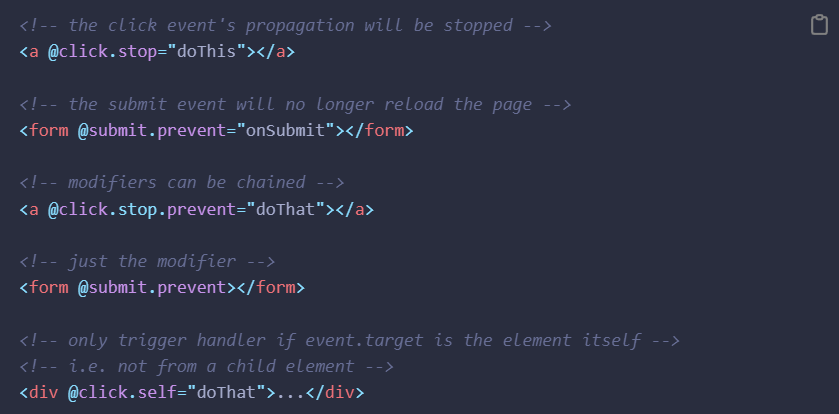 <!-- the click event's propagation will be stopped -->
<a @click.stop="doThis"></a>
<!-- the submit event will no longer reload the page -->
<form @submit.prevent="onSubmit"></form>
<!-- modifiers can be chained -->
<a @click.stop.prevent="doThat"></a>
<!-- just the modifier -->
<form @submit.prevent></form>
<!-- only trigger handler if event.target is the element itself -->
<!-- i.e. not from a child element -->
<div @click.self="doThat">...</div>